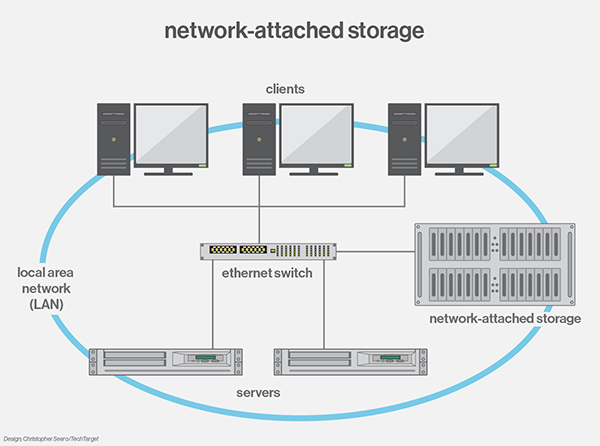 network-attached storage
clients
local area
network
(LAN)
ethernet switch
network-attached storage
servers
Design; Christopher Seero/TechTarget